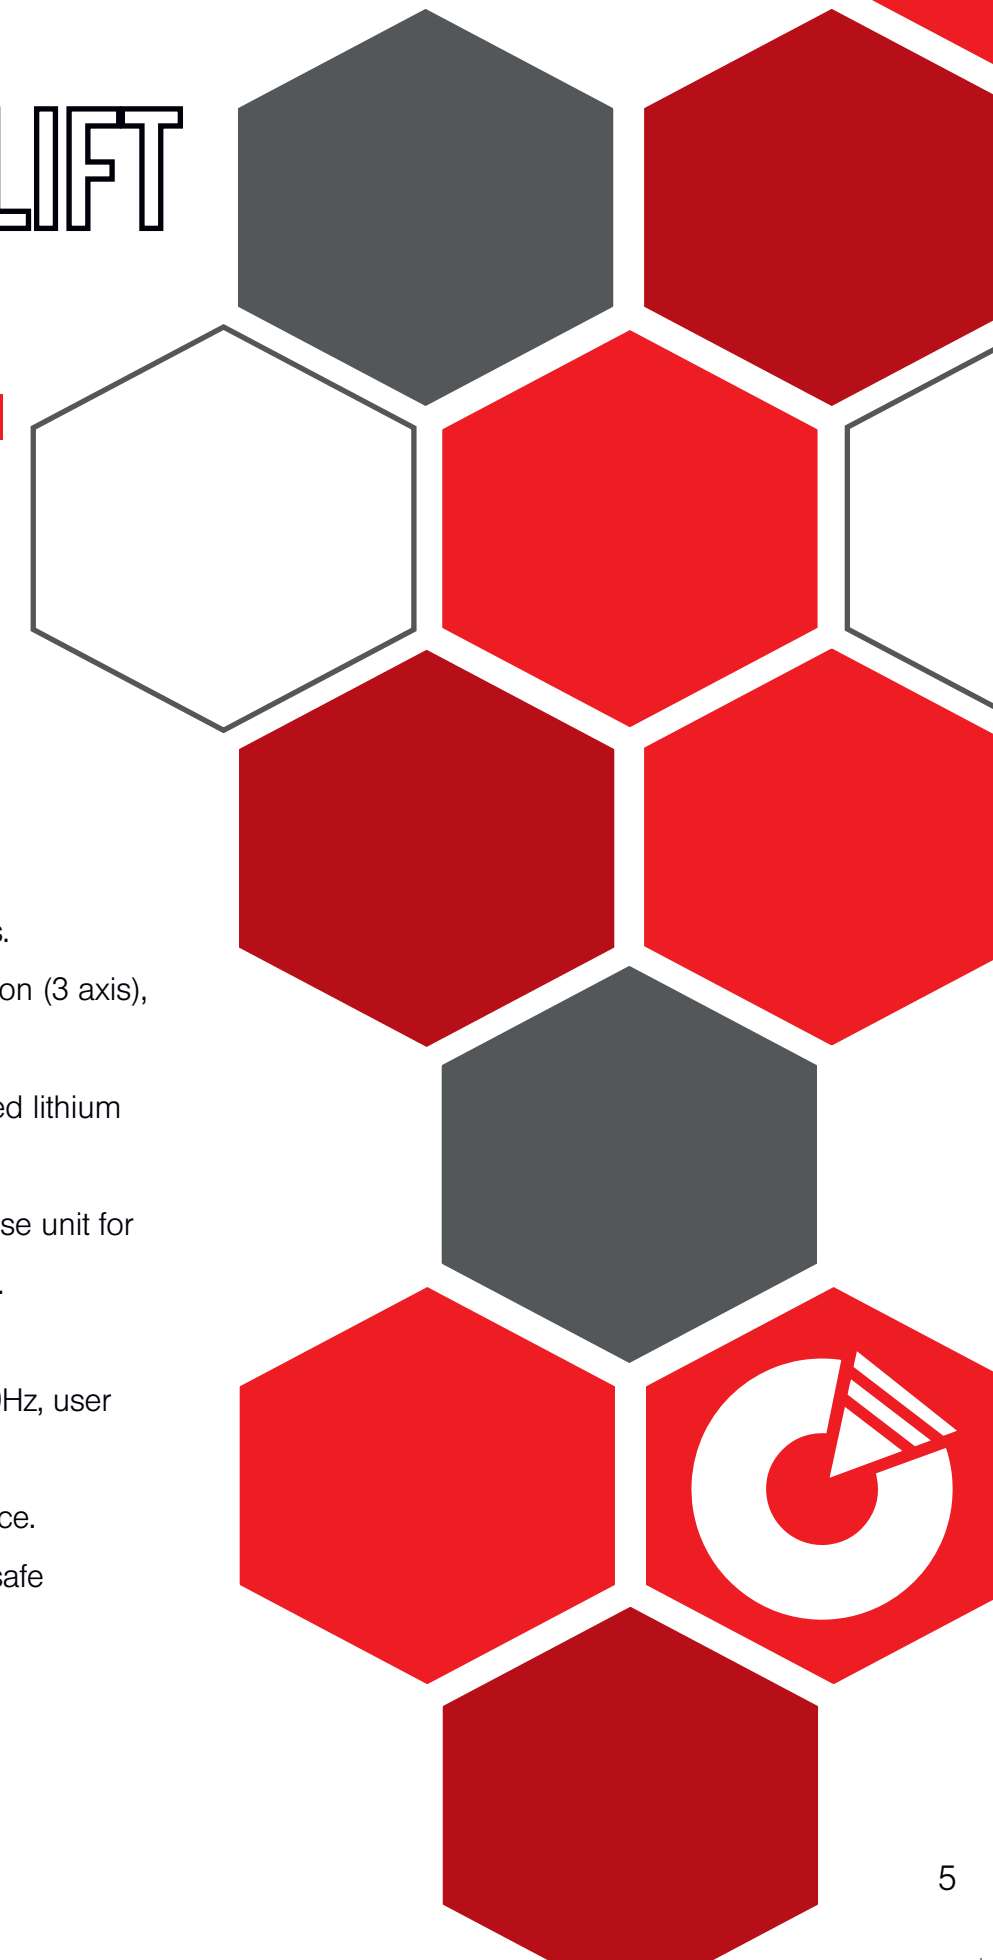 LIFT
s.
on (3 axis),
ed lithium
se unit for
.
Hz, user
ce.
safe
5